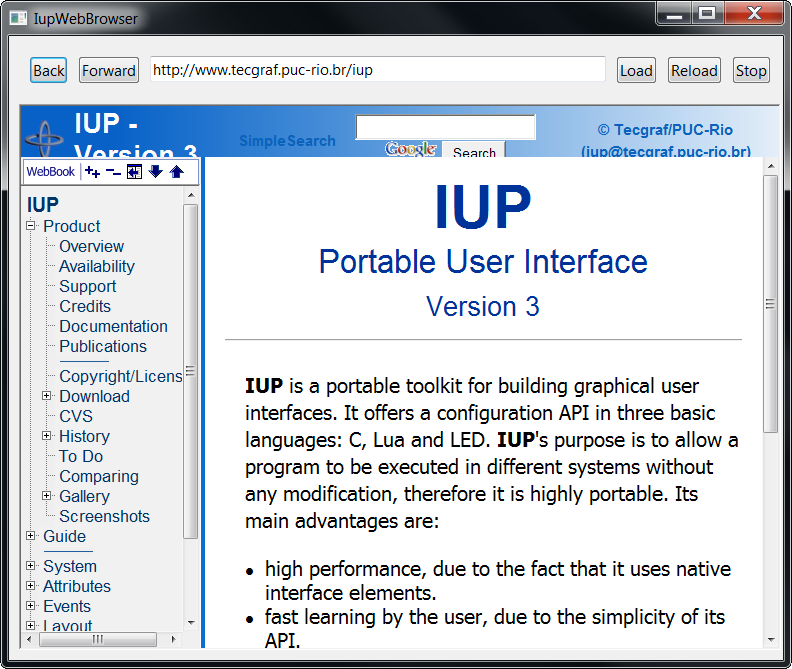 IupWebBrowser
Back Forward http://www.tecgraf.puc-rio.br/iup Load Reload Stop
IUP -
Version 3
SimpleSearch
Google
Search
© Tecgraf/PUC-Rio
(iup@tecgraf.puc-rio.br)
WebBook
IUP
Product
Overview
Availability
Support
Credits
Documentation
Publications
Copyright/Licens
Download
CVS
History
To Do
Comparing
Gallery
Screenshots
Guide
System
Attributes
Events
Layout
IUP
Portable User Interface
Version 3
IUP is a portable toolkit for building graphical user
interfaces. It offers a configuration API in three basic
languages: C, Lua and LED. IUP's purpose is to allow a
program to be executed in different systems without
any modification, therefore it is highly portable. Its
main advantages are:
• high performance, due to the fact that it uses native
interface elements.
• fast learning by the user, due to the simplicity of its
API.